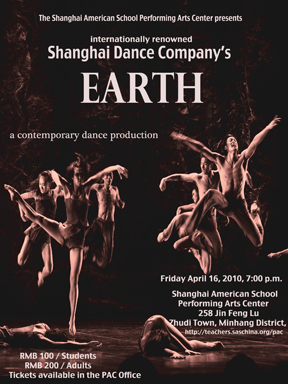 The Shanghai American School Performing Arts Center presents
internationally renowned
Shanghai Dance Company's
EARTH
a contemporary dance production
Friday April 16, 2010, 7:00 p.m.
Shanghai American School
Performing Arts Center
258 Jin Feng Lu
Zhudi Town, Minhang District,
http://teachers.saschina.org/pac
RMB 100 / Students
RMB 200 / Adults
Tickets available in the PAC Office